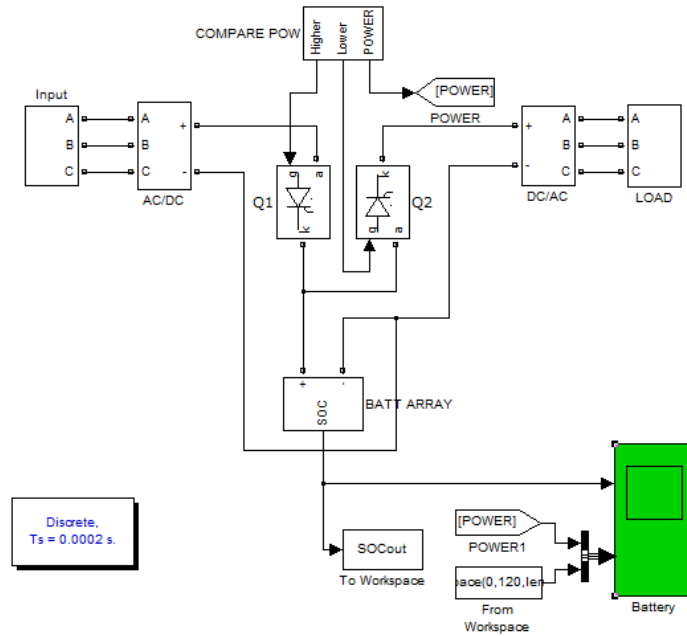 COMPARE POW
Higher
Lower
POWER
[POWER]
Input
A
B
C
A
B
C
+
-
AC/DC
POWER
+
-
A
B
C
DC/AC
A
B
C
LOAD
g
a
k
Q1
k
g
a
Q2
+
-
SOC
BATT ARRAY
Discrete,
Ts = 0.0002 s.
SOCout
To Workspace
[POWER]
POWER1
pace(0,120,len
From
Workspace
Battery